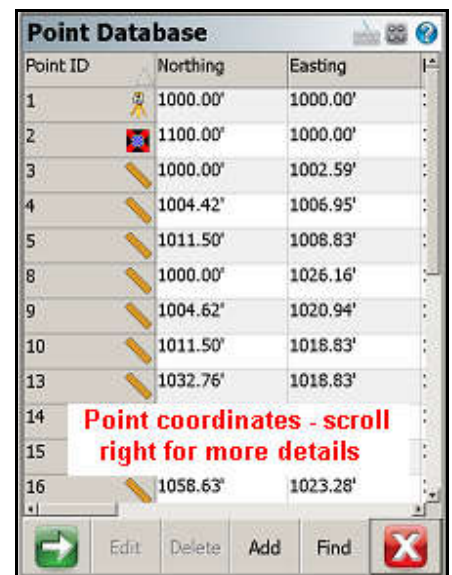 Point Database
Point ID Northing Easting
1 1000.00' 1000.00'
2 1100.00' 1000.00'
3 1000.00' 1002.59'
4 1004.42' 1006.95'
5 1011.50' 1008.83'
8 1000.00' 1026.16'
9 1004.62' 1020.94'
10 1011.50' 1018.83'
13 1032.76' 1018.83'
14
Point coordinates - scroll
15
right for more details
16 1058.63' 1023.28'
Edit Delete Add Find